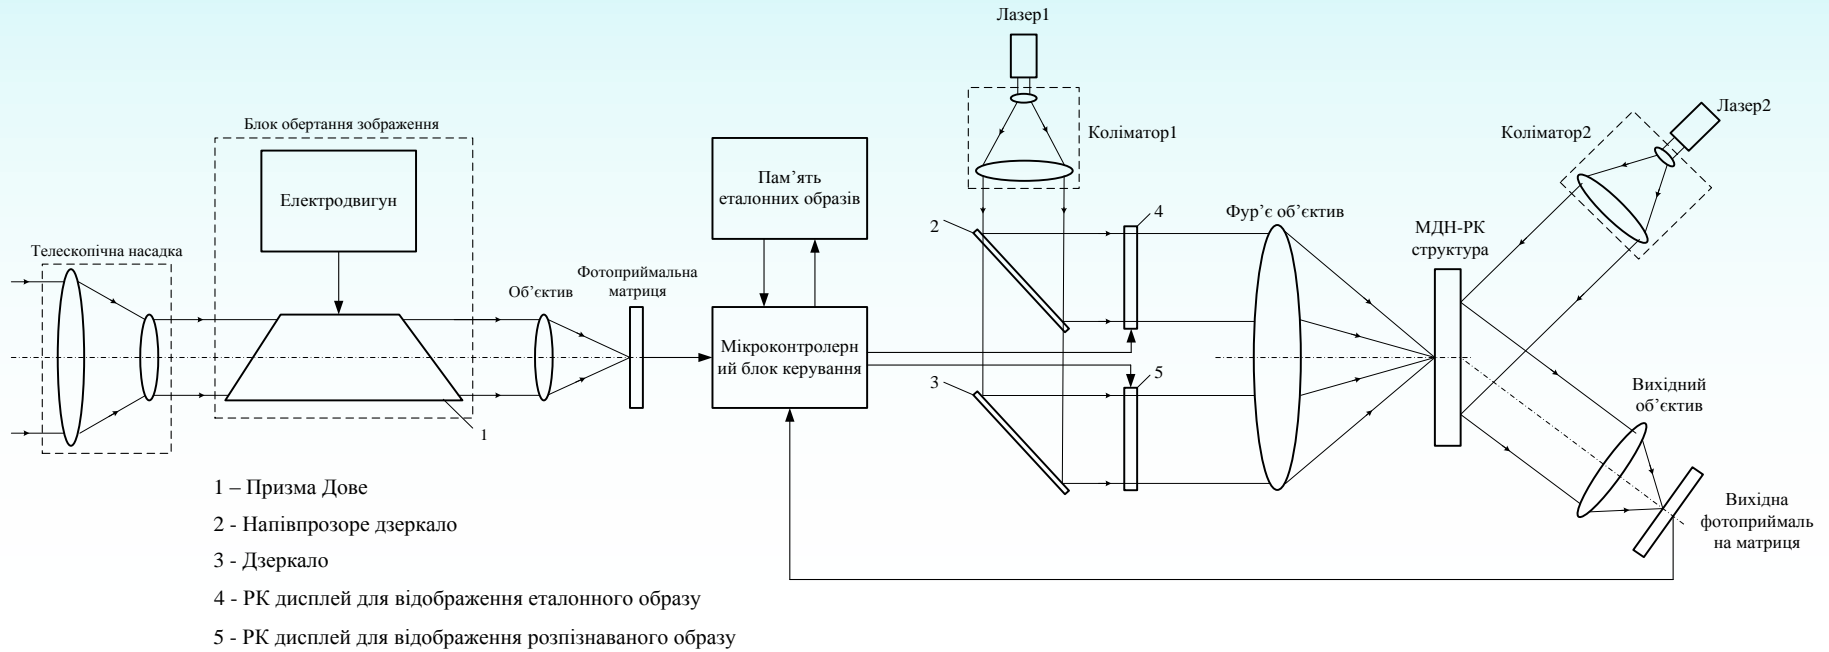 Лазер1
Лазер2
Коліматор1
Коліматор2
Блок обертання зображення
Електродвигун
Пам’ять
еталонних образів
2
4
Фур’є об’єктив
МДН-РК
структура
Телескопічна насадка
Фотоприймальна
матриця
Об’єктив
Мікроконтролерн
ий блок керування
3
5
Вихідний
об’єктив
1
Вихідна
фотоприймаль
на матриця
1 – Призма Дове
2 - Напівпрозоре дзеркало
3 - Дзеркало
4 - РК дисплей для відображення еталонного образу
5 - РК дисплей для відображення розпізнаваного образу